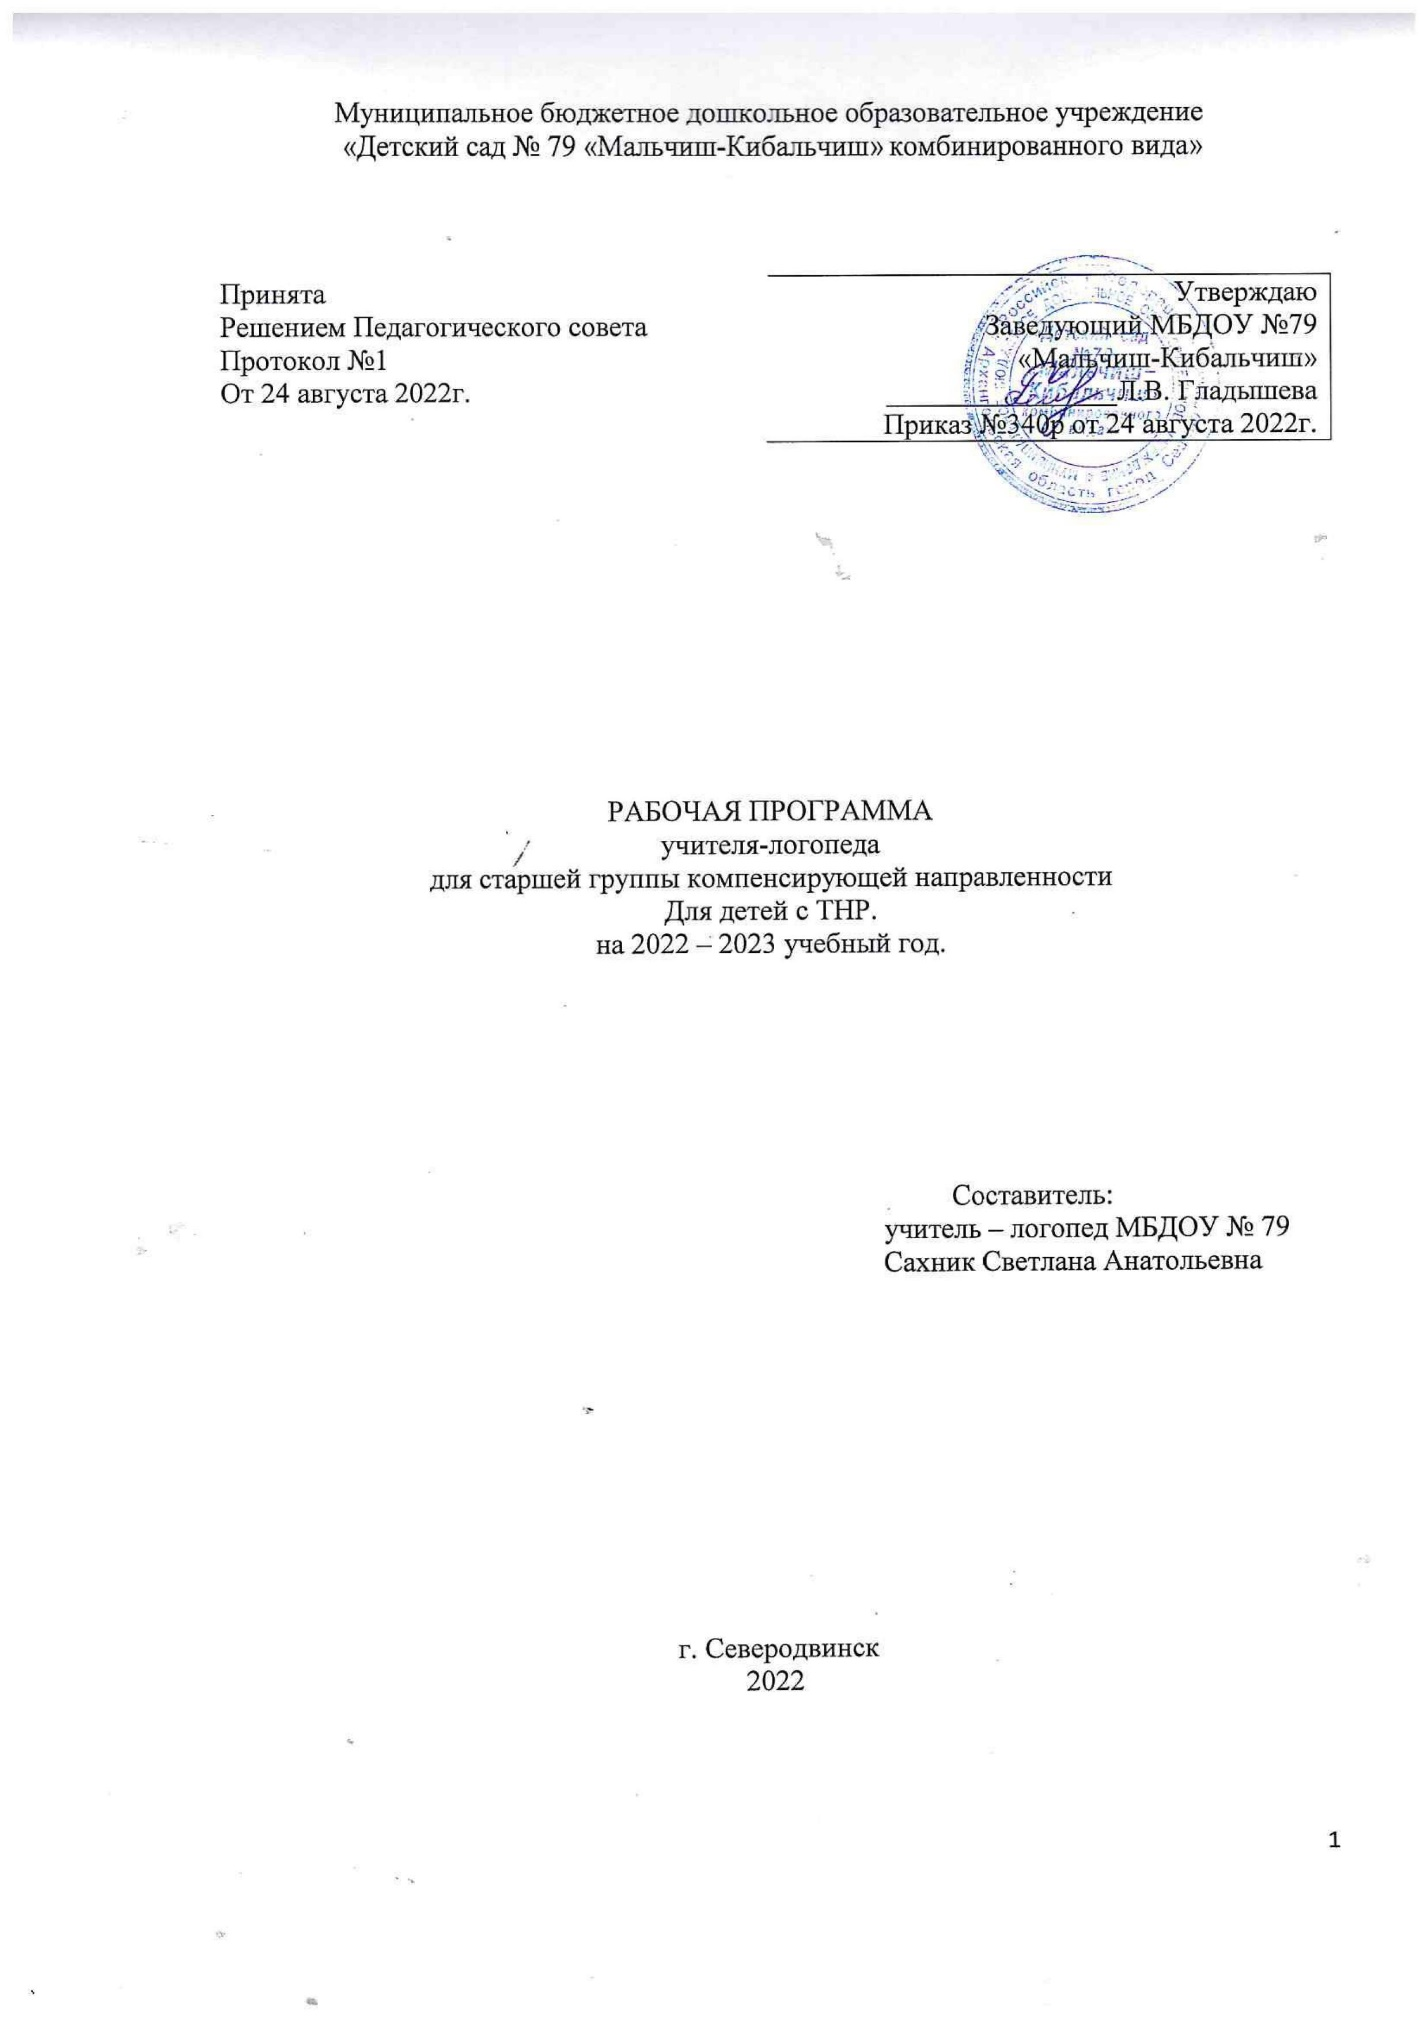 Муниципальное бюджетное дошкольное образовательное учреждение
«Детский сад № 79 «Мальчиш-Кибальчиш» комбинированного вида»
Принята
Решением Педагогического совета
Протокол №1
От 24 августа 2022г.
Утверждаю
Заведующий МБДОУ №79
«Мальчиш-Кибальчиш»
Л.В. Гладышева
Приказ №340р от 24 августа 2022г.
область город
РАБОЧАЯ ПРОГРАММА
учителя-логопеда
для старшей группы компенсирующей направленности
Для детей с ТНР.
на 2022 – 2023 учебный год.
Составитель:
учитель – логопед МБДОУ № 79
Сахник Светлана Анатольевна
г. Северодвинск
2022
1